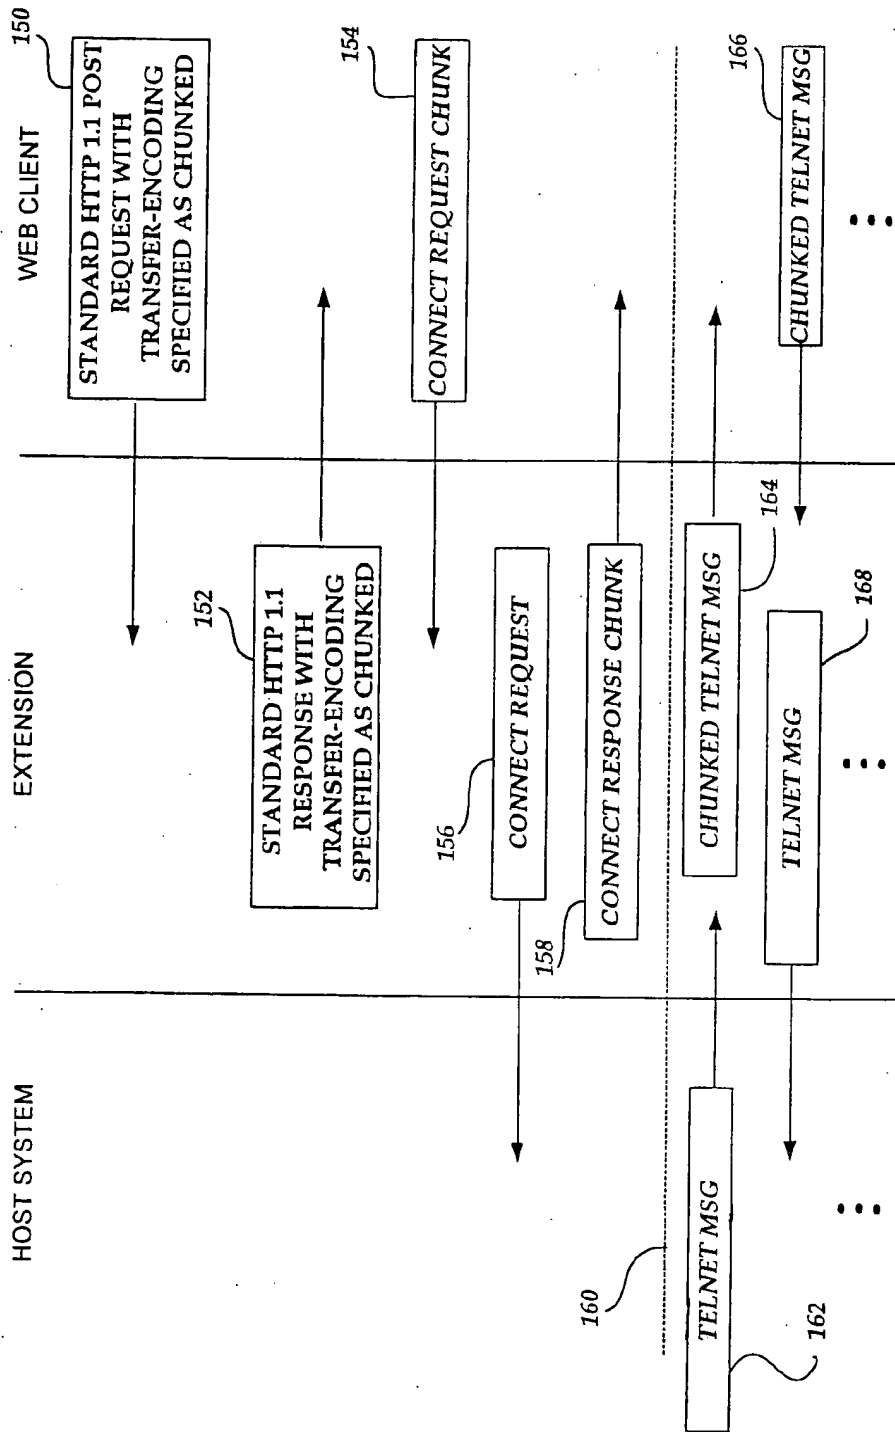 HOST SYSTEM
EXTENSION
WEB CLIENT
150
STANDARD HTTP 1.1 POST
REQUEST WITH
TRANSFER-ENCODING
SPECIFIED AS CHUNKED
152
STANDARD HTTP 1.1
RESPONSE WITH
TRANSFER-ENCODING
SPECIFIED AS CHUNKED
154
CONNECT REQUEST CHUNK
156
CONNECT REQUEST
158
CONNECT RESPONSE CHUNK
160
162
TELNET MSG
164
CHUNKED TELNET MSG
166
CHUNKED TELNET MSG
168
TELNET MSG